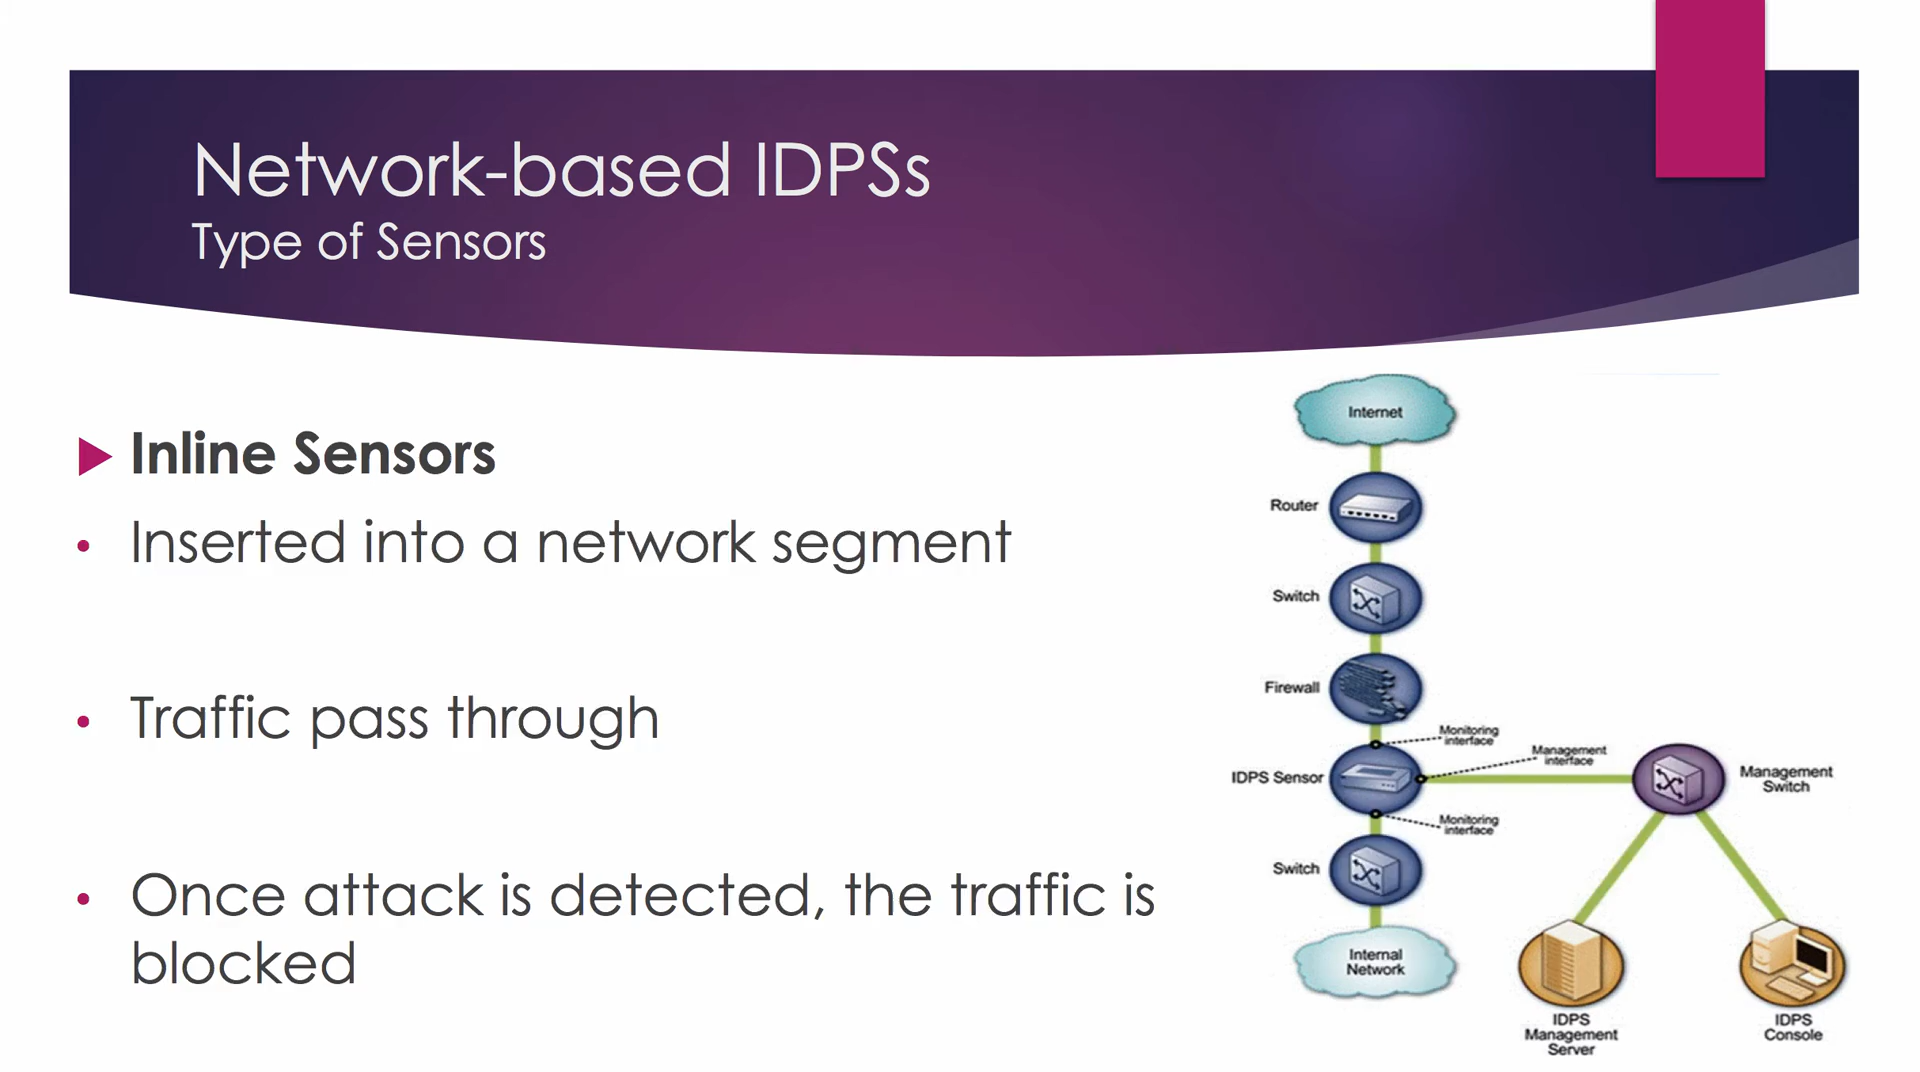 Network-based IDPSs
Type of Sensors
Inline Sensors
• Inserted into a network segment
• Traffic pass through
• Once attack is detected, the traffic is
blocked
Internet
Router
Switch
Firewall
Monitoring
interface
Management
interface
IDPS Sensor
Management
Switch
Monitoring
interface
Switch
Internal
Network
IDPS
Management
Server
IDPS
Console